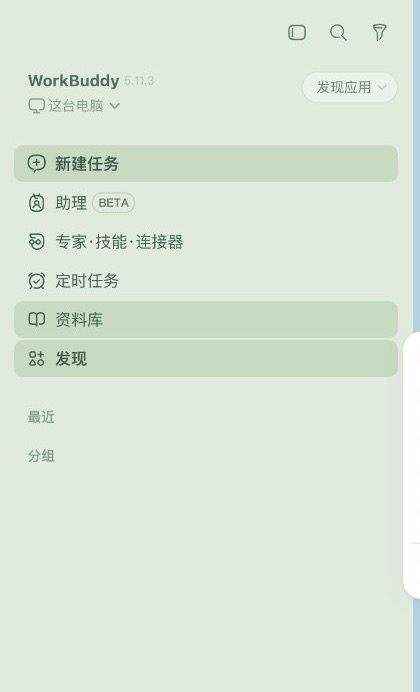 WorkBuddy 5.11.3
发现应用
这台电脑
新建任务
助理 BETA
专家·技能·连接器
定时任务
资料库
发现
最近
分组